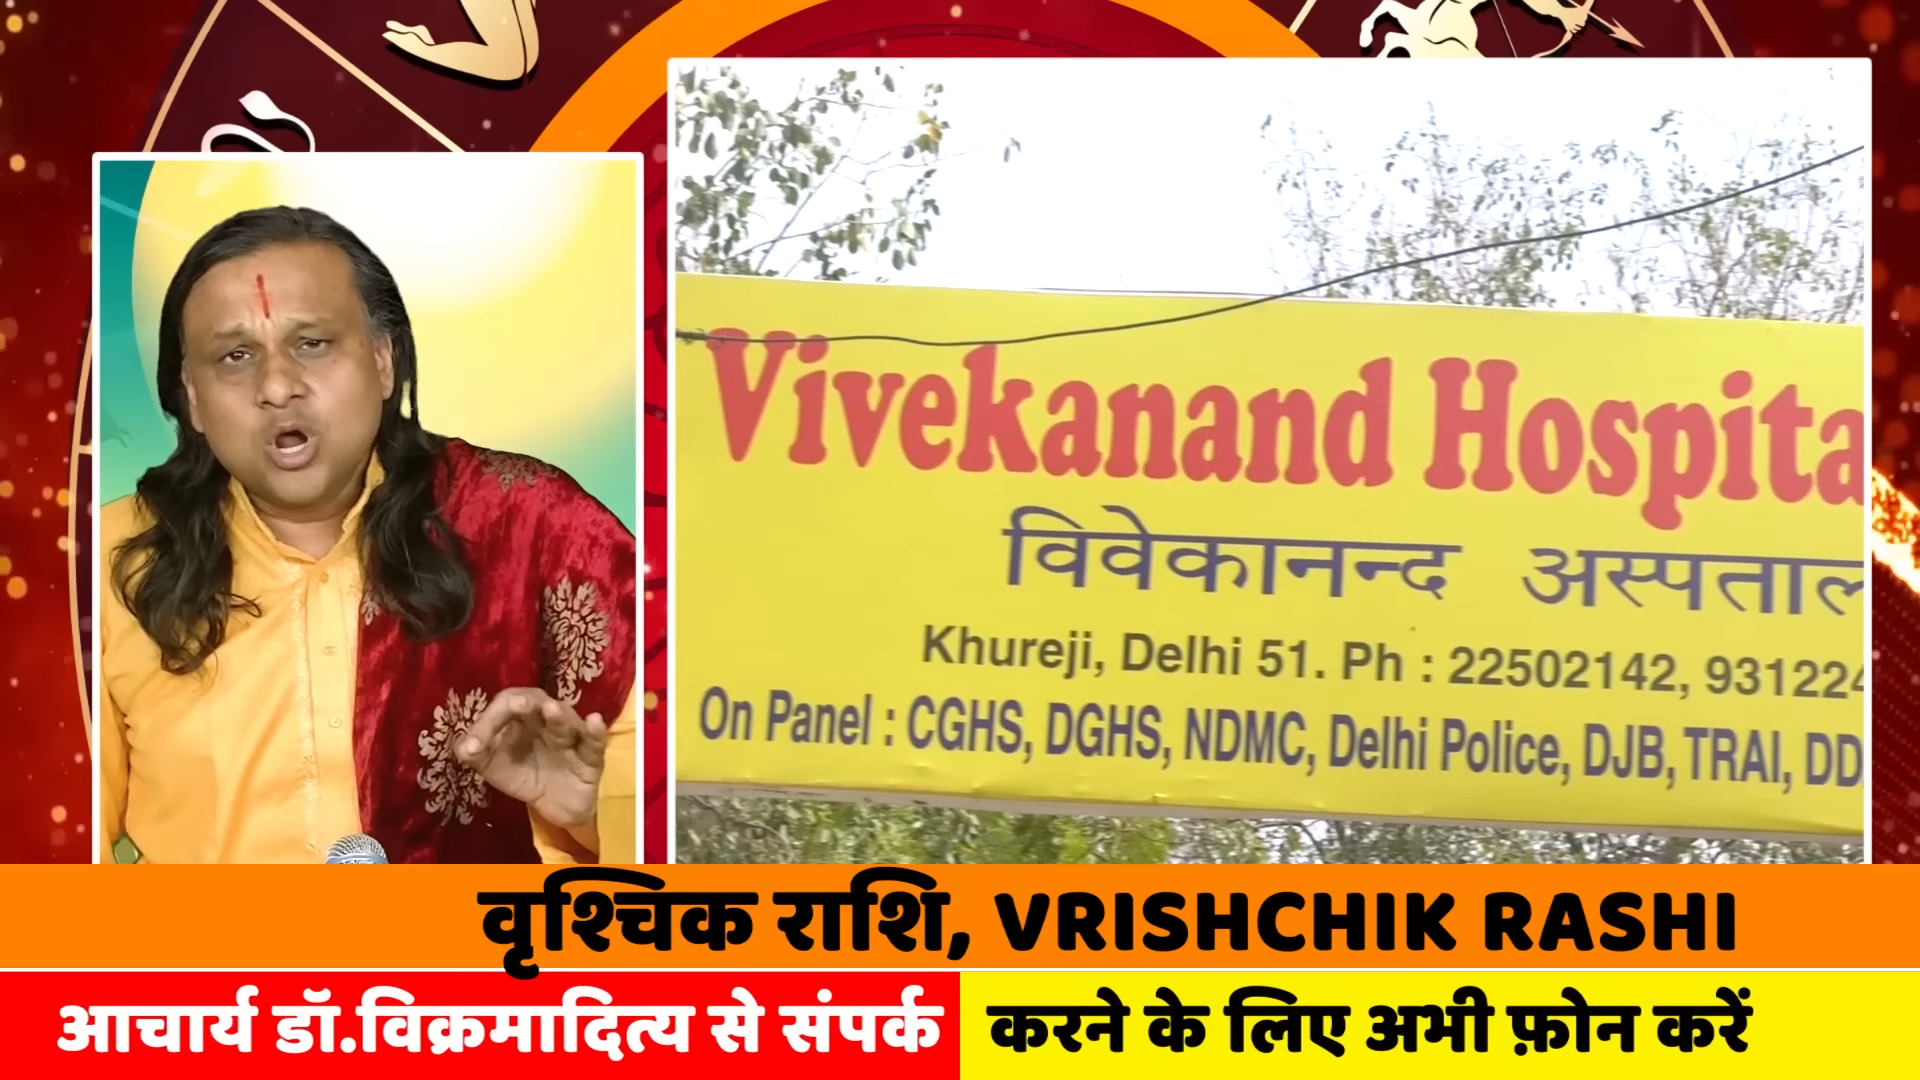 Vivekanand Hospita
विवेकानन्द अस्पताल
Khureji, Delhi 51. Ph : 22502142, 931224
On Panel : CGHS, DGHS, NDMC, Delhi Police, DJB, TRAI, DD
वृश्चिक राशि, VRISHCHIK RASHI
आचार्य डॉ.विक्रमादित्य से संपर्क करने के लिए अभी फ़ोन करें